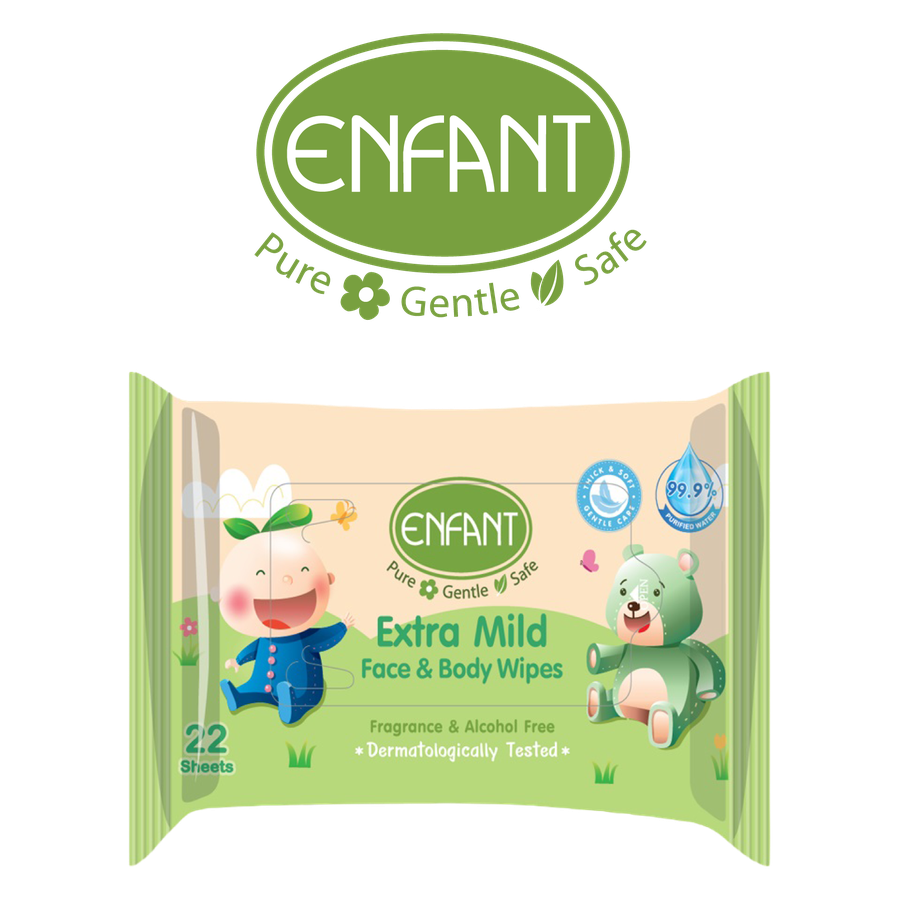 ENFANT
Pure Gentle Safe
THICK & SOFT
GENTLE CARE
99.9%
PURIFIED WATER
ENFANT
Pure Gentle Safe
OPEN
Extra Mild
Face & Body Wipes
Fragrance & Alcohol Free
*Dermatologically Tested*
22
Sheets